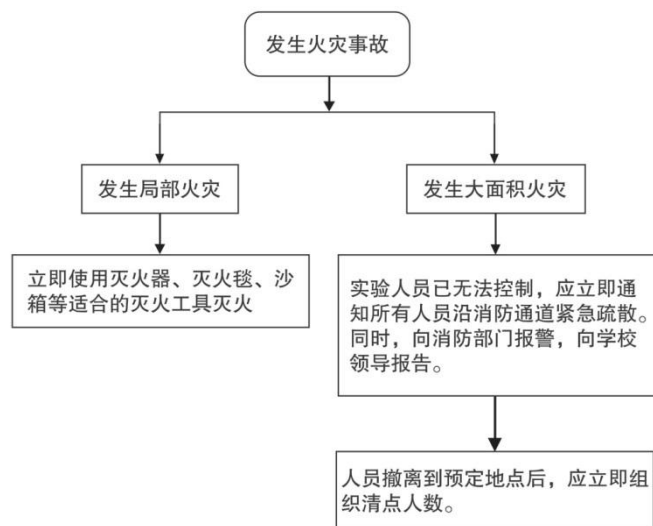 发生火灾事故
发生局部火灾
发生大面积火灾
立即使用灭火器、灭火毯、沙
箱等适合的灭火工具灭火
实验人员已无法控制，应立即通
知所有人员沿消防通道紧急疏散。
同时，向消防部门报警，向学校
领导报告。
人员撤离到预定地点后，应立即组
织清点人数。